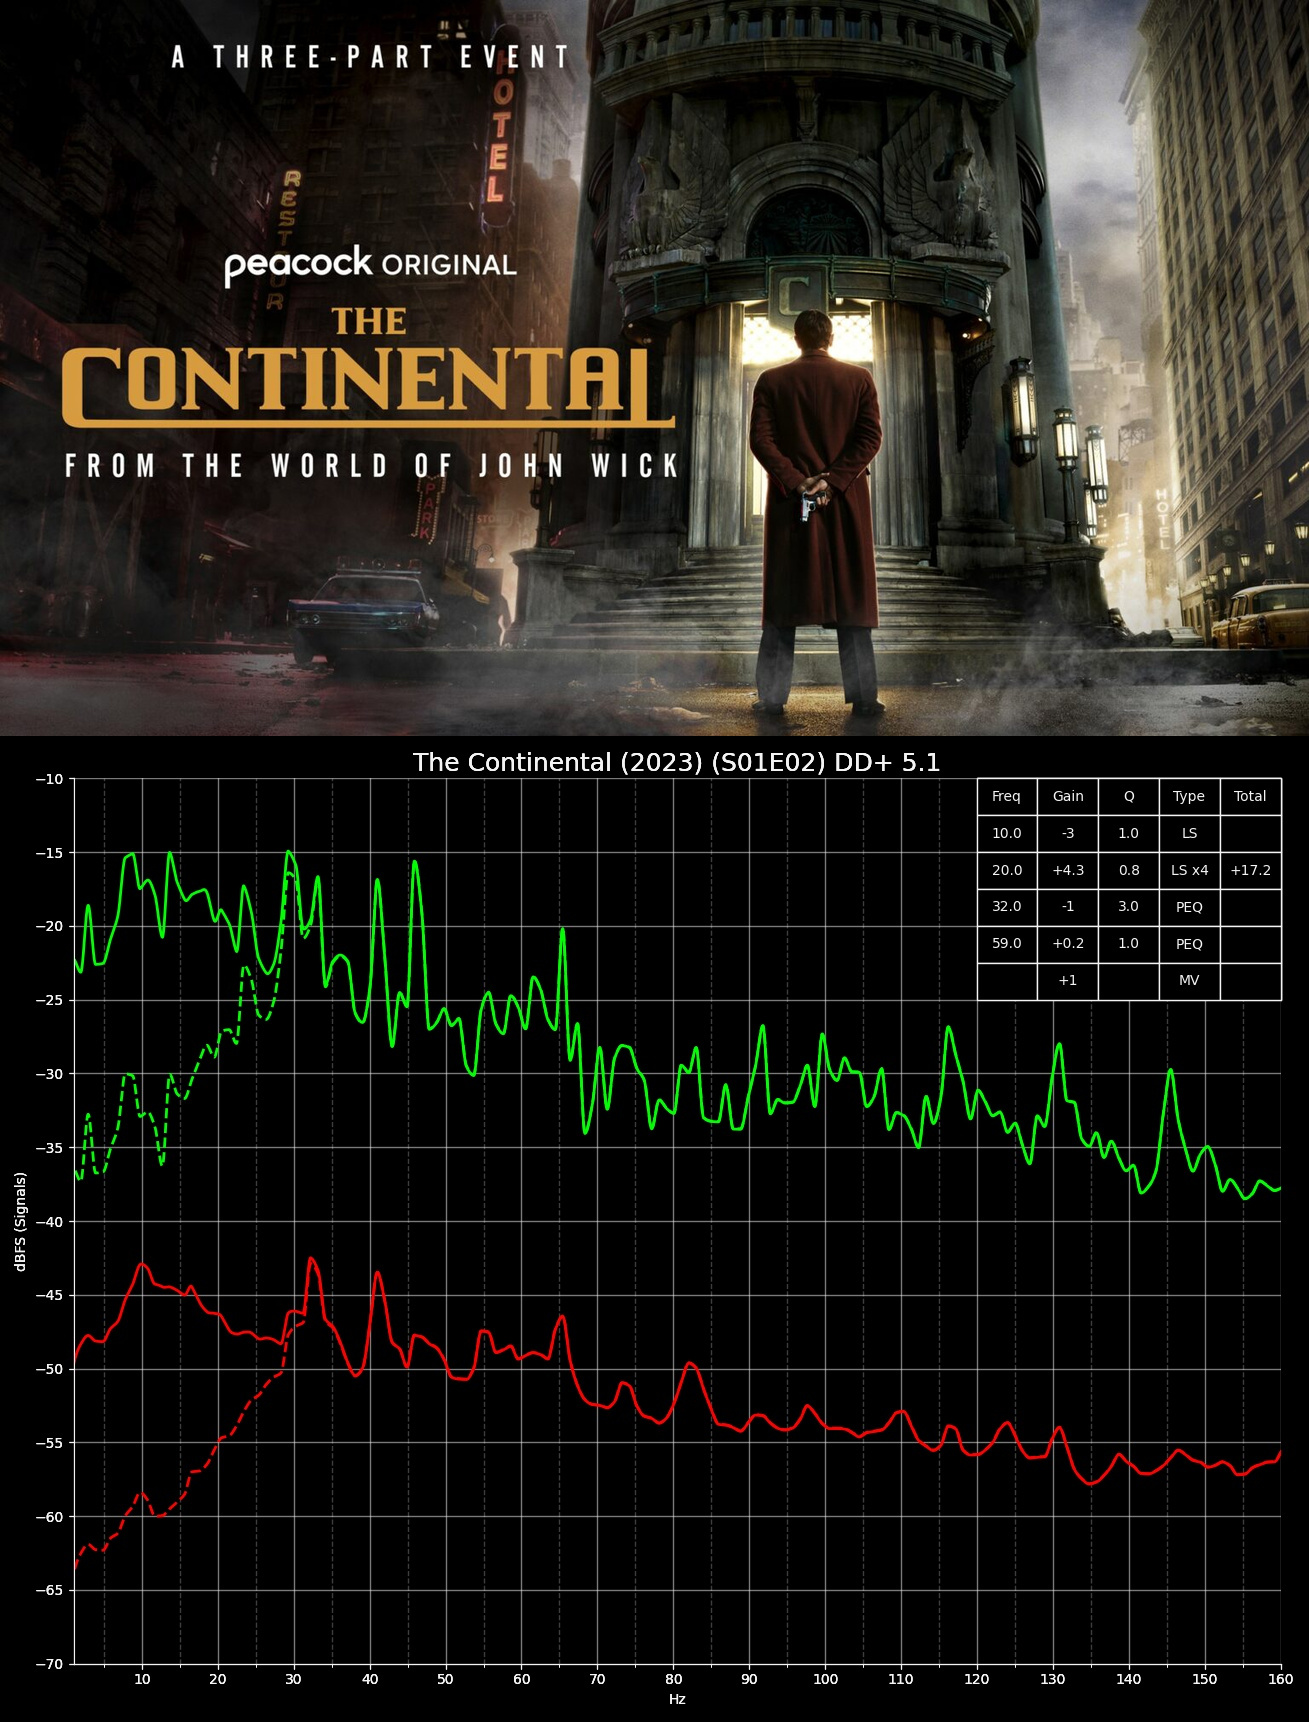 A THREE-PART EVENT
HOTEL
REST
OR
peacock ORIGINAL
THE
CONTINENTAL
FROM THE WORLD OF JOHN WICK
C
PARK
HOTEL
The Continental (2023) (S01E02) DD+ 5.1
Freq Gain Q Type Total
10.0 -3 1.0 LS
20.0 +4.3 0.8 LS x4 +17.2
32.0 -1 3.0 PEQ
59.0 +0.2 1.0 PEQ
+1 MV
−10
−15
−20
−25
−30
−35
−40
−45
−50
−55
−60
−65
−70
dBFS (Signals)
10 20 30 40 50 60 70 80 90 100 110 120 130 140 150 160
Hz